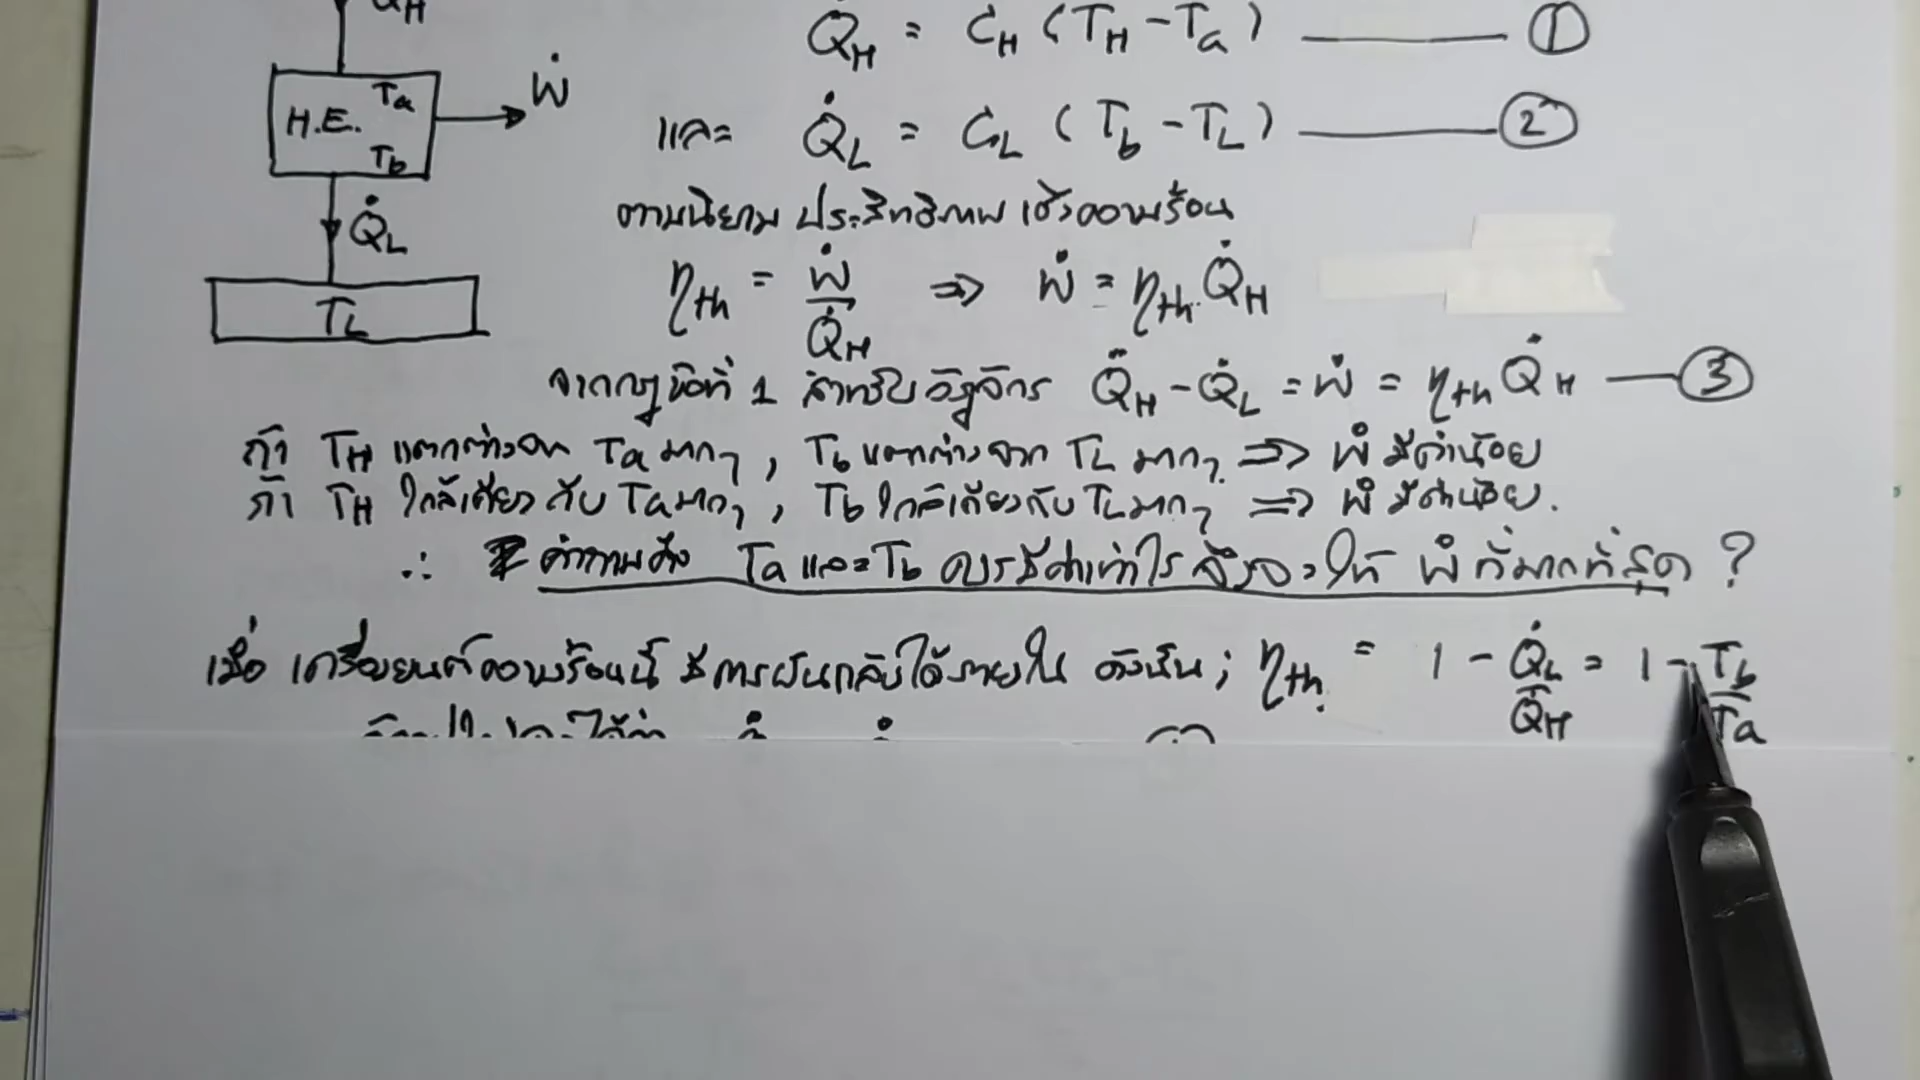 Q̇H = CH (TH - Ta) ——— ①
H.E. Ta Tb
Ẇ
และ Q̇L = CL (Tb - TL) ——— ②
Q̇L
TL
ตามนิยาม ประสิทธิภาพเชิงความร้อน
ηth = Ẇ/Q̇H ⇒ Ẇ = ηth Q̇H
จากกฎข้อที่ 1 สำหรับวัฏจักร Q̇H - Q̇L = Ẇ = ηth Q̇H — ③
ถ้า TH แตกต่างจาก Ta มากๆ , Tb แตกต่างจาก TL มากๆ ⇒ Ẇ มีค่าน้อย
ถ้า TH ใกล้เคียงกับ Ta มากๆ , Tb ใกล้เคียงกับ TL มากๆ ⇒ Ẇ มีค่าน้อย.
∴ คำถามคือ Ta และ Tb ควรมีค่าเท่าไร จึงจะให้ Ẇ ที่มากที่สุด ?
เมื่อ เครื่องยนต์ความร้อนนี้ มีการผันกลับได้ภายใน ดังนั้น ; ηth = 1 - Q̇L/Q̇H = 1 - Tb/Ta